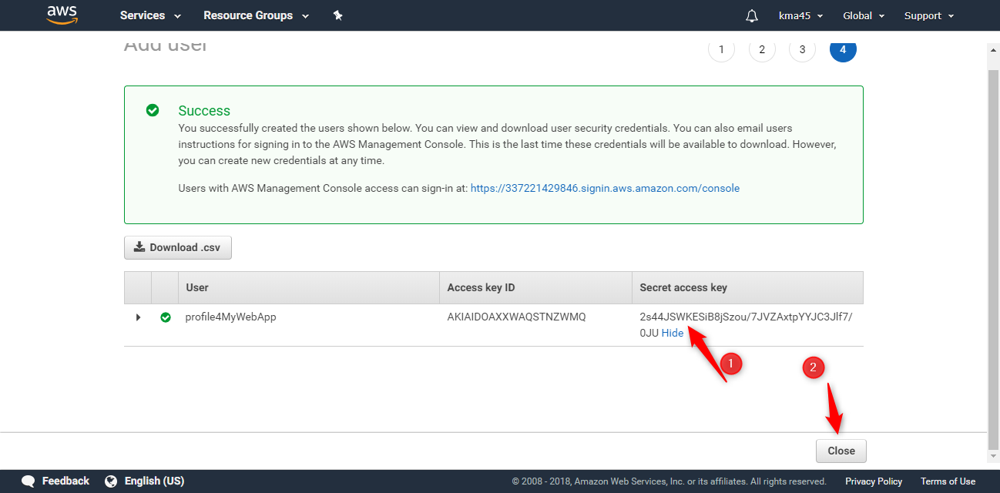 aws Services Resource Groups kma45 Global Support
Add user 1 2 3 4
Success
You successfully created the users shown below. You can view and download user security credentials. You can also email users
instructions for signing in to the AWS Management Console. This is the last time these credentials will be available to download. However,
you can create new credentials at any time.
Users with AWS Management Console access can sign-in at: https://337221429846.signin.aws.amazon.com/console
Download .csv
User Access key ID Secret access key
profile4MyWebApp AKIAIDOAXXWAQSTNZWMQ 2s44JSWKESiB8jSzou/7JVZAxtpYYJC3Jlf7/
0JU Hide
1 2
Close
Feedback English (US) © 2008 - 2018, Amazon Web Services, Inc. or its affiliates. All rights reserved. Privacy Policy Terms of Use